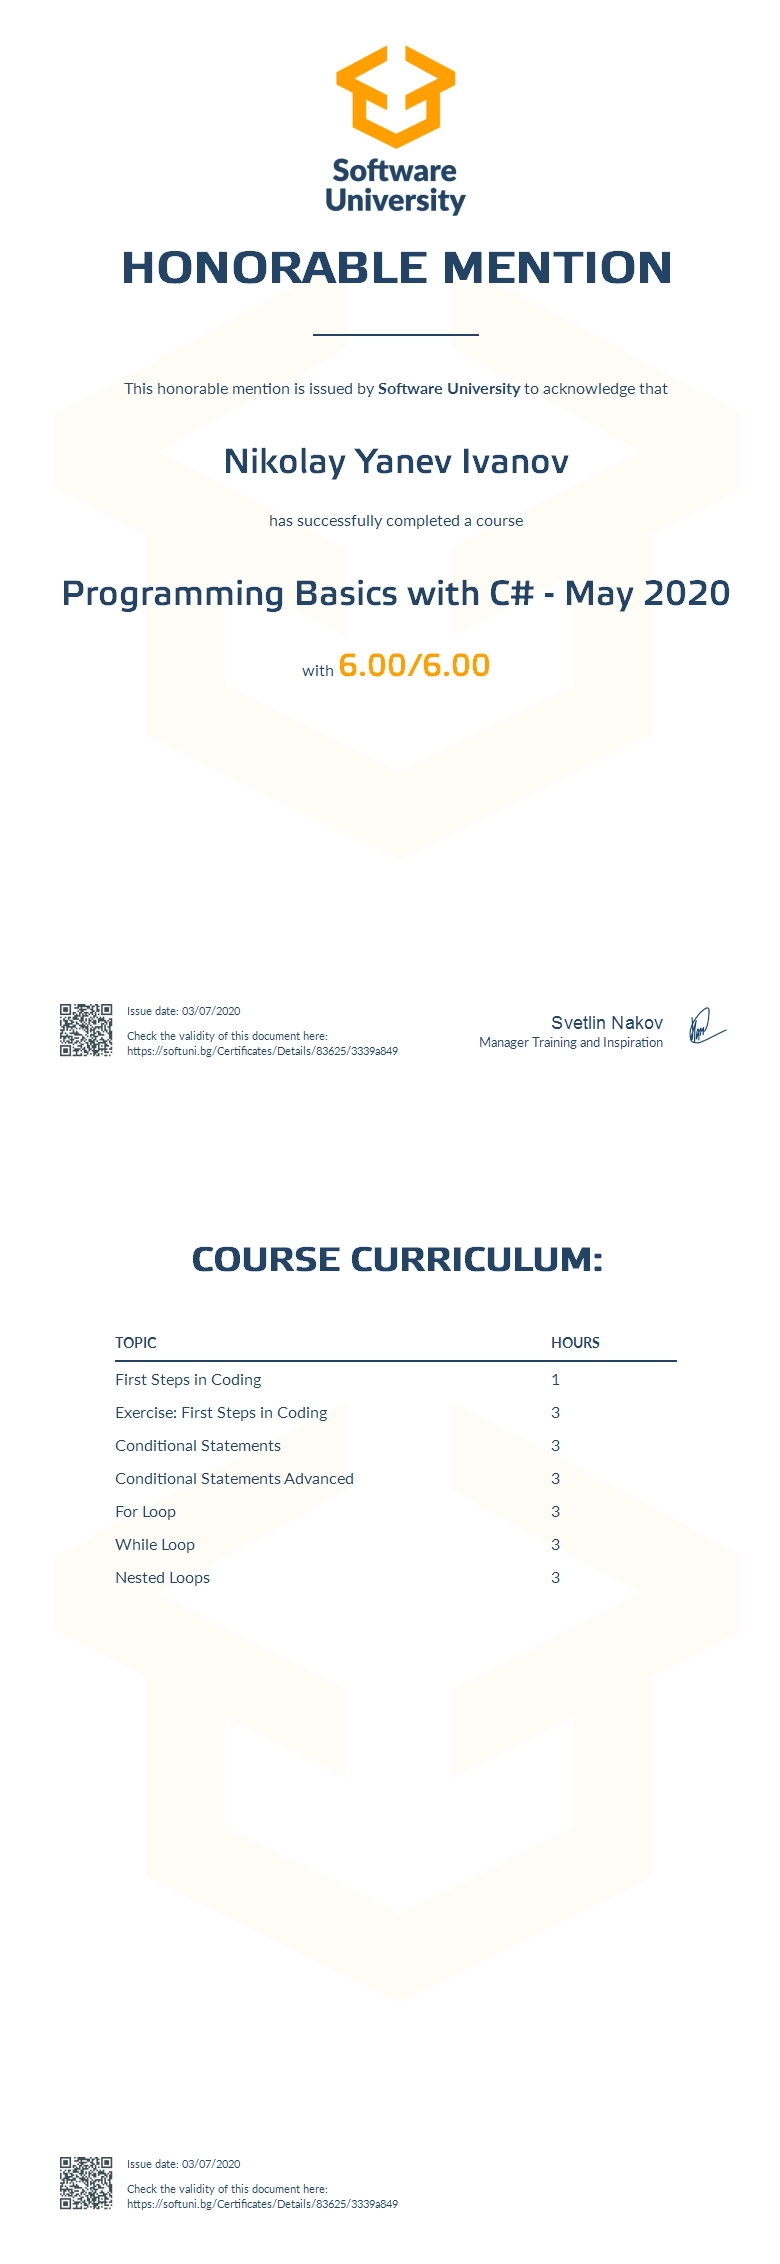 Software
University
HONORABLE MENTION
This honorable mention is issued by Software University to acknowledge that
Nikolay Yanev Ivanov
has successfully completed a course
Programming Basics with C# - May 2020
with 6.00/6.00
Issue date: 03/07/2020
Check the validity of this document here:
https://softuni.bg/Certificates/Details/83625/3339a849
Svetlin Nakov
Manager Training and Inspiration
COURSE CURRICULUM:
TOPIC HOURS
First Steps in Coding 1
Exercise: First Steps in Coding 3
Conditional Statements 3
Conditional Statements Advanced 3
For Loop 3
While Loop 3
Nested Loops 3
Issue date: 03/07/2020
Check the validity of this document here:
https://softuni.bg/Certificates/Details/83625/3339a849